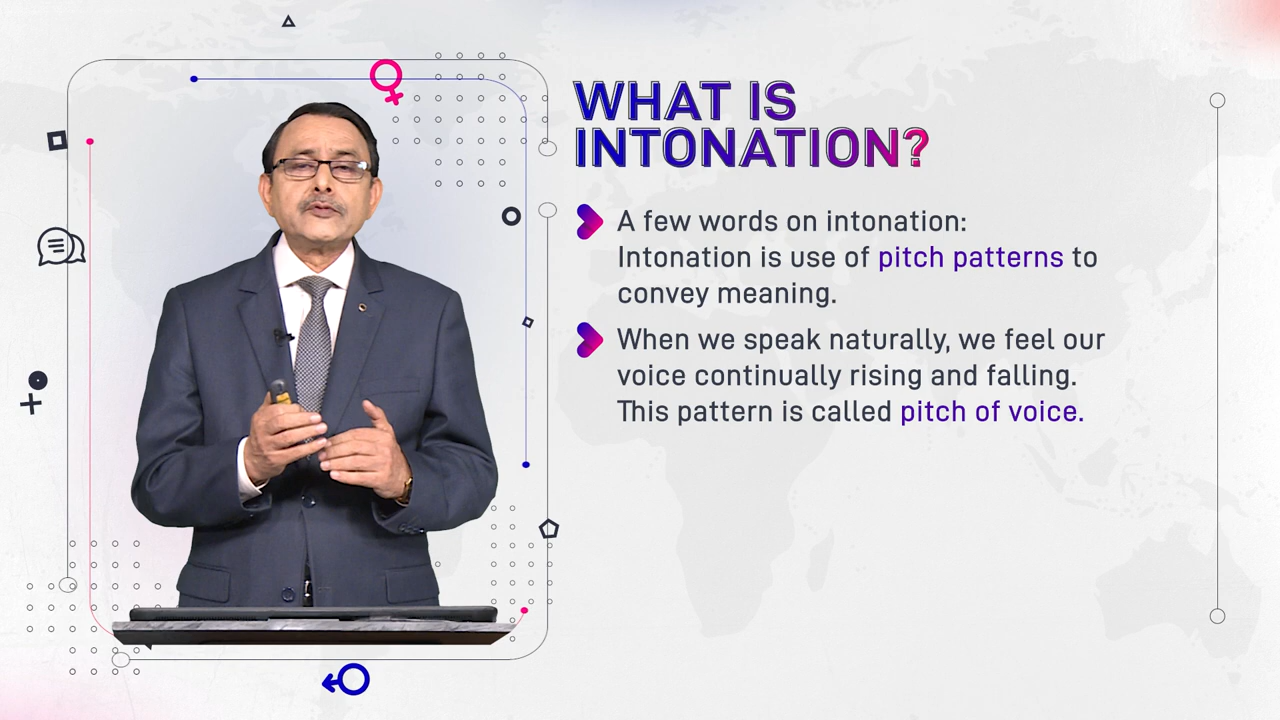 WHAT IS
INTONATION?
A few words on intonation:
Intonation is use of pitch patterns to
convey meaning.
When we speak naturally, we feel our
voice continually rising and falling.
This pattern is called pitch of voice.